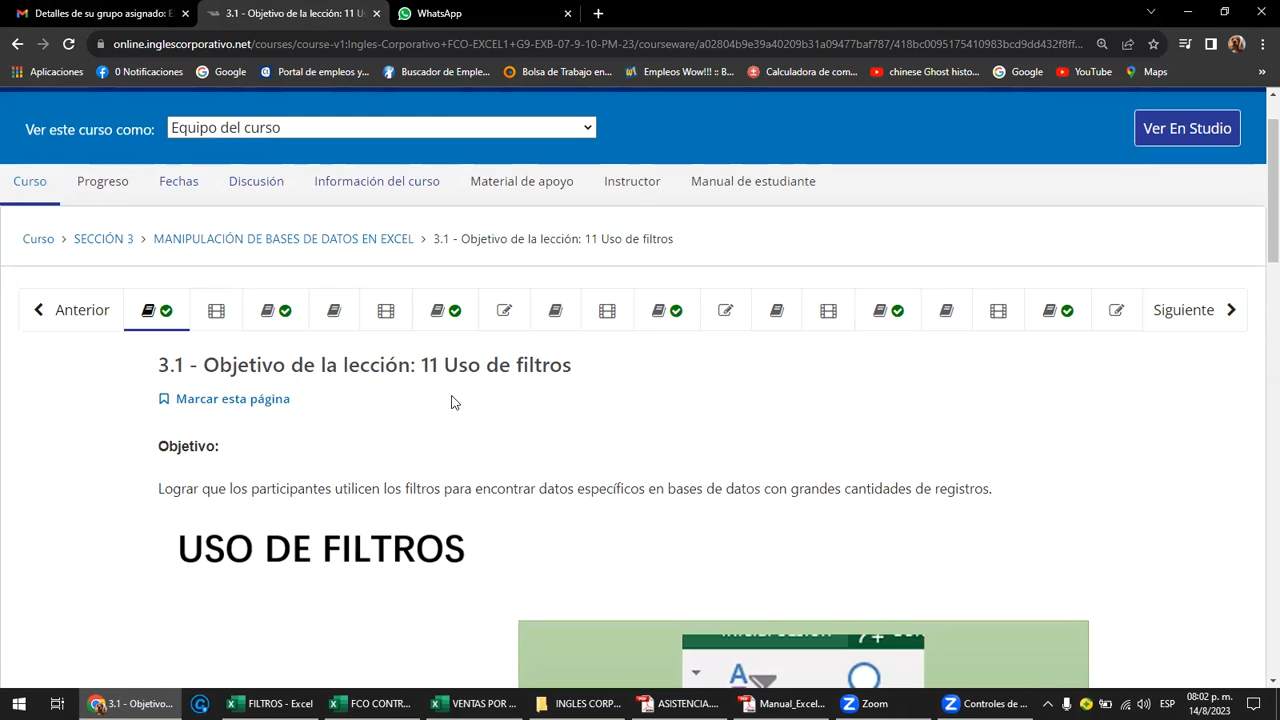 Detalles de su grupo asignado: E
3.1 - Objetivo de la lección: 11 U
WhatsApp
online.inglescorporativo.net/courses/course-v1:Ingles-Corporativo+FCO-EXCEL1+G9-EXB-07-9-10-PM-23/courseware/a02804b9e39a40209b31a09477baf787/418bc0095175410983bcd9dd432f8ff...
Aplicaciones
0 Notificaciones
Google
Portal de empleos y...
Buscador de Emple...
Bolsa de Trabajo en...
Empleos Wow!!! :: B...
Calculadora de com...
chinese Ghost histo...
Google
YouTube
Maps
»
Ver este curso como:
Equipo del curso
Ver En Studio
Curso
Progreso
Fechas
Discusión
Información del curso
Material de apoyo
Instructor
Manual de estudiante
Curso > SECCIÓN 3 > MANIPULACIÓN DE BASES DE DATOS EN EXCEL > 3.1 - Objetivo de la lección: 11 Uso de filtros
Anterior
Siguiente
3.1 - Objetivo de la lección: 11 Uso de filtros
Marcar esta página
Objetivo:
Lograr que los participantes utilicen los filtros para encontrar datos específicos en bases de datos con grandes cantidades de registros.
USO DE FILTROS
A
3.1 - Objetivo...
FILTROS - Excel
FCO CONTR...
VENTAS POR ...
INGLES CORP...
ASISTENCIA....
Manual_Excel...
Zoom
Controles de ...
ESP
08:02 p. m.
14/8/2023